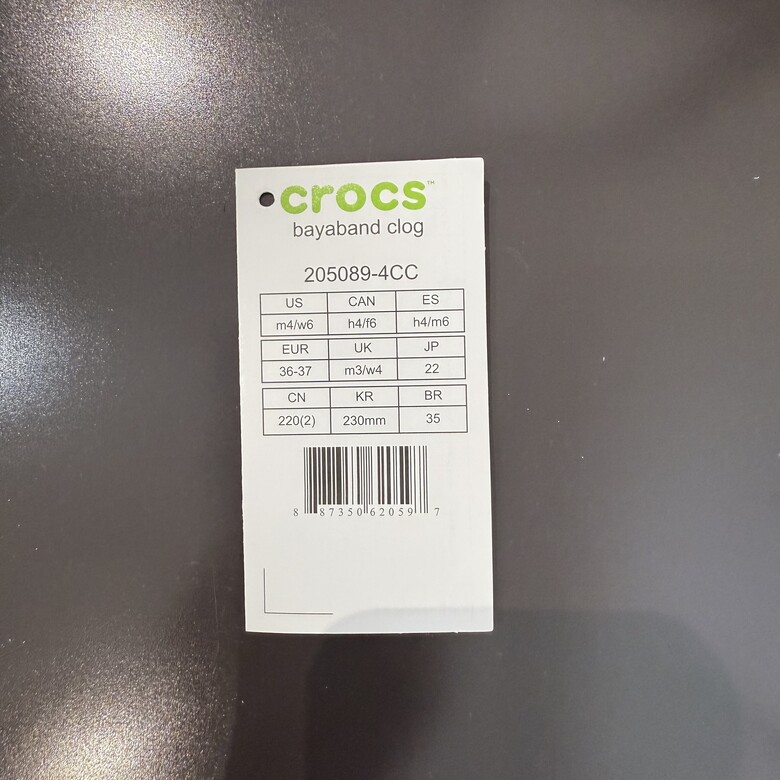 crocs™
bayaband clog
205089-4CC
US CAN ES
m4/w6 h4/f6 h4/m6
EUR UK JP
36-37 m3/w4 22
CN KR BR
220(2) 230mm 35
8 87350 62059 7